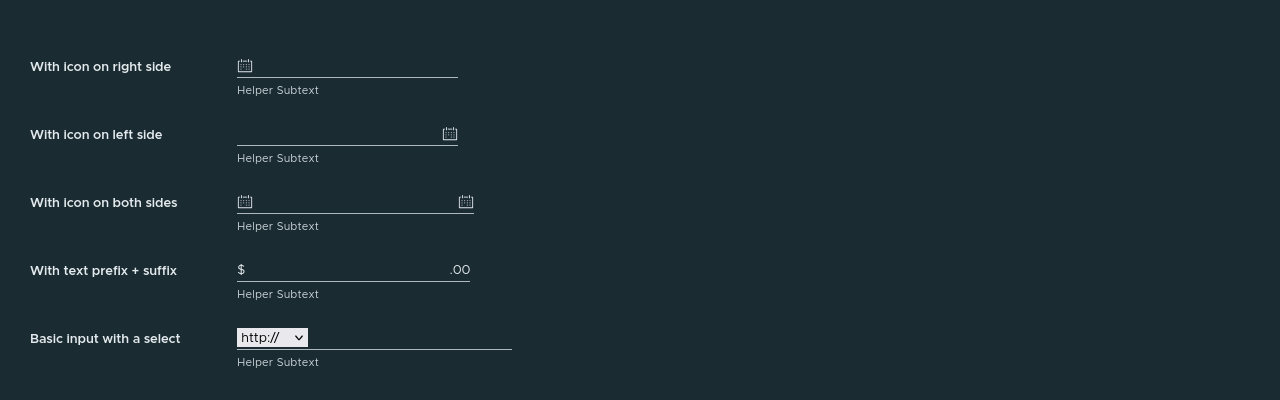 With icon on right side
Helper Subtext
With icon on left side
Helper Subtext
With icon on both sides
Helper Subtext
With text prefix + suffix $ .00
Helper Subtext
Basic input with a select http://
Helper Subtext